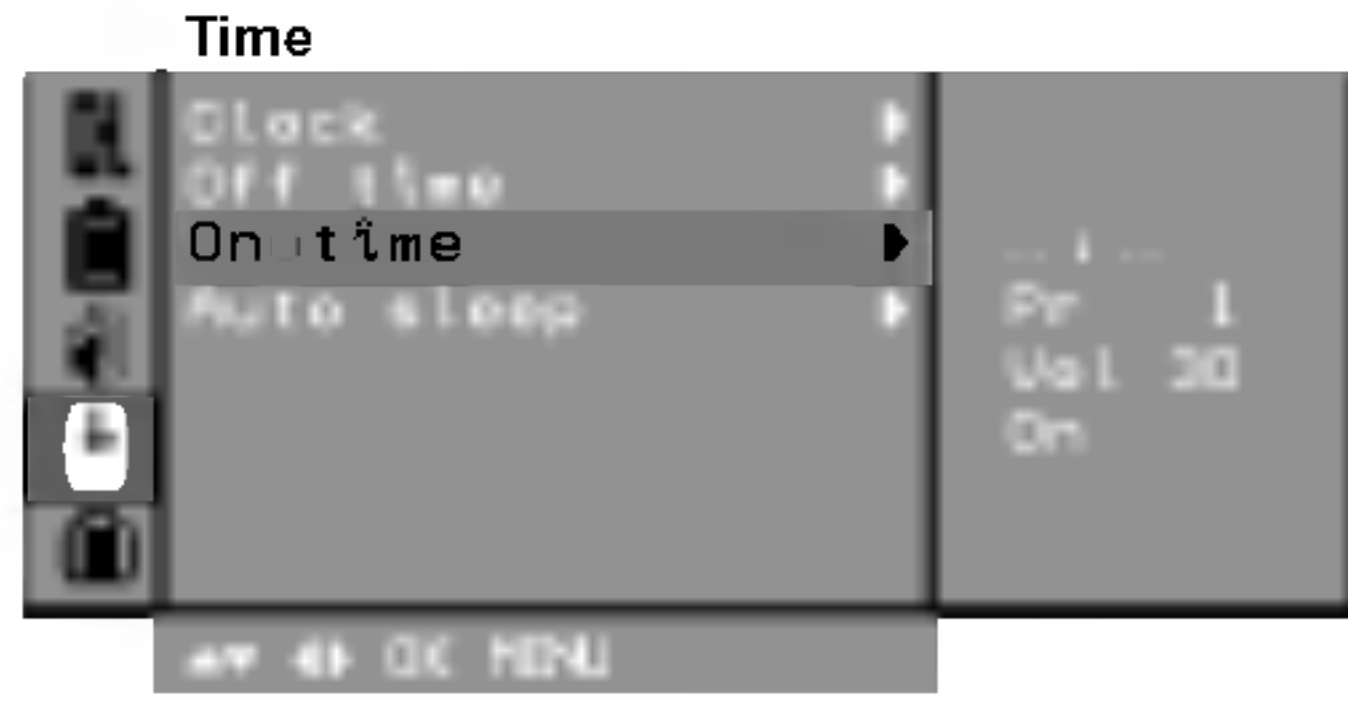 Time
Clock
Off time
On time
Auto sleep
-- : --
Pr 1
Vol 30
On
▲▼ ◀▶ OK MENU